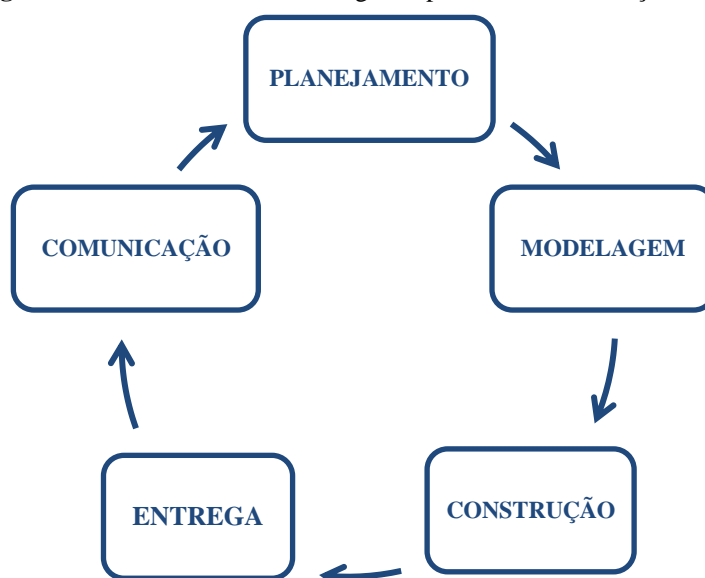 PLANEJAMENTO
COMUNICAÇÃO
MODELAGEM
ENTREGA
CONSTRUÇÃO